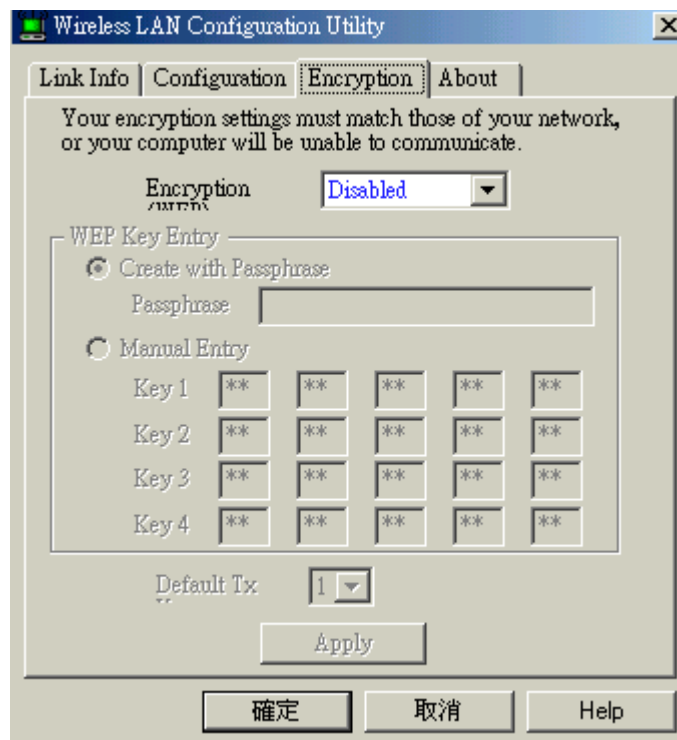 Wireless LAN Configuration Utility
Link Info Configuration Encryption About
Your encryption settings must match those of your network,
or your computer will be unable to communicate.
Encryption Disabled
(WEP)
WEP Key Entry
Create with Passphrase
Passphrase
Manual Entry
Key 1 ** ** ** ** **
Key 2 ** ** ** ** **
Key 3 ** ** ** ** **
Key 4 ** ** ** ** **
Default Tx 1
Apply
確定 取消 Help